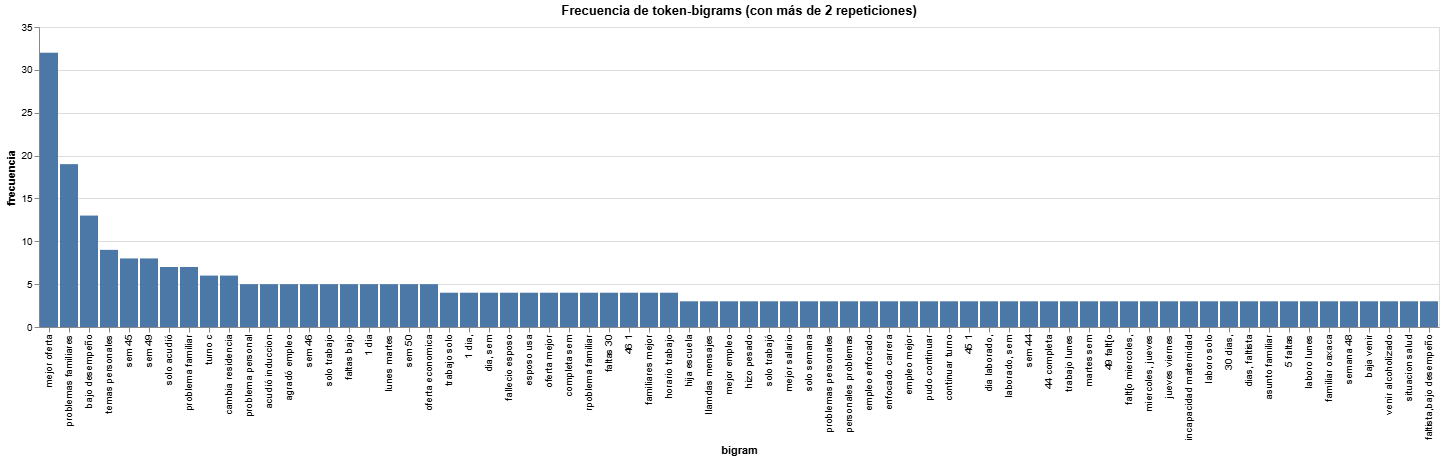 Frecuencia de token-bigrams (con más de 2 repeticiones)
frecuencia
35
30
25
20
15
10
5
0
mejor oferta
problemas familiares
bajo desempeño
temas personales
sem 45
sem 49
solo acudió
problema familiar
turno c
cambia residencia
problema personal
acudió induccion
agradó empleo
sem 46
solo trabajo
faltas bajo
1 dia
lunes martes
sem 50
oferta economica
trabajo solo
1 dia,
dia, sem
fallecio esposo
esposo usa
oferta mejor
completa sem
rpoblema familiar
faltas 30
46 1
familiares mejor
horario trabajo
hija escuela
llamdas mensajes
mejor empleo
hizo pesado
solo trabajó
mejor salario
solo semana
problemas personales
personales problemas
empleo enfocado
enfocado carrera
empleo mejor
pudo continuar
continuar turno
45 1
dia laborado,
laborado, sem
sem 44
44 completa
trabajo lunes
martes sem
49 falt[o
falt[o miercoles,
miercoles, jueves
jueves viernes
incapacidad maternidad
laboro solo
30 dias,
dias, faltista
asunto familiar
5 faltas
laboro lunes
familiar oaxaca
semana 48
baja venir
venir alcoholizado
situacion salud
faltista,bajo desempeño
bigram